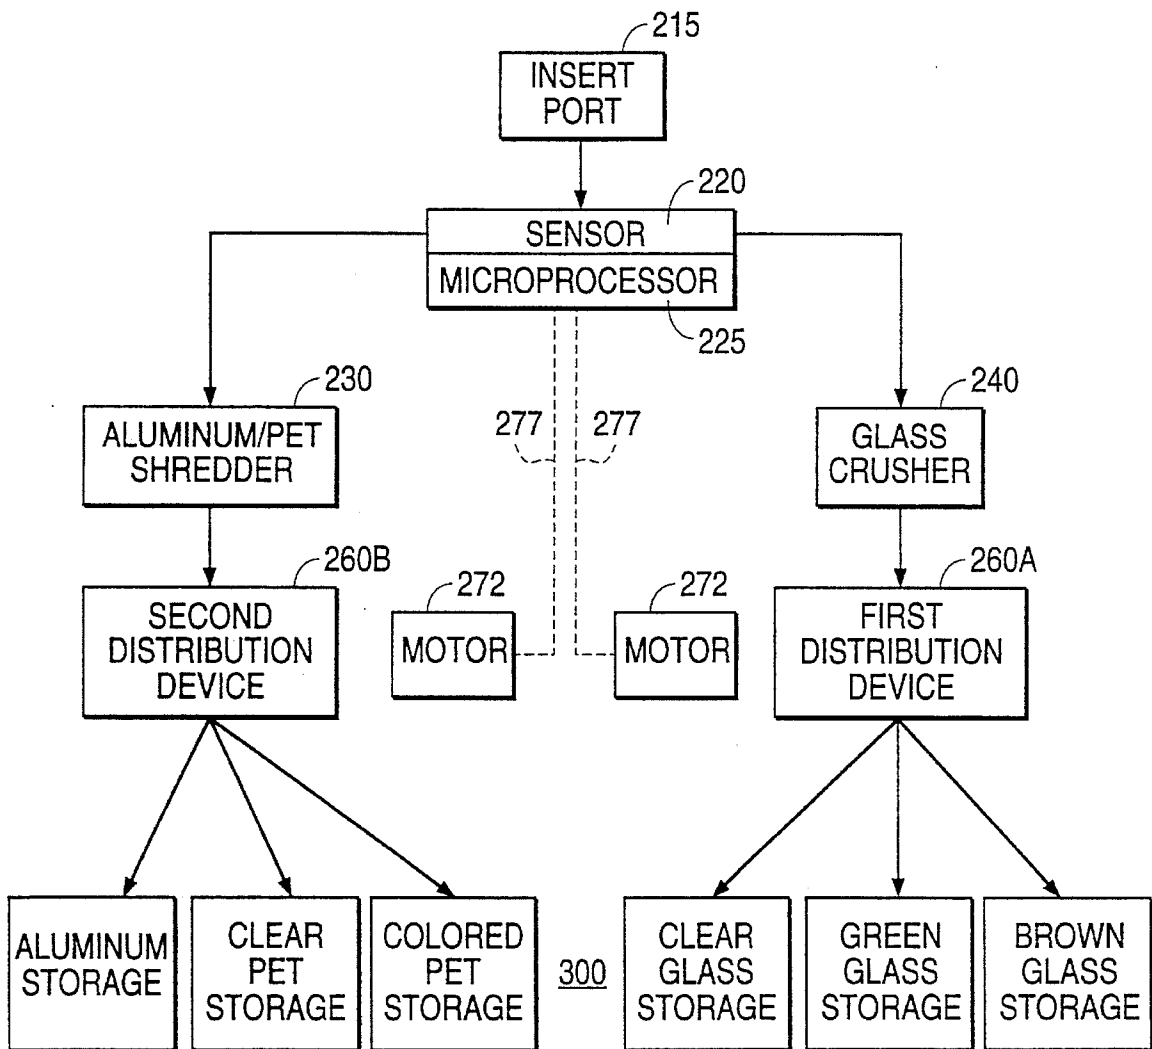 215
INSERT
PORT
220
SENSOR
MICROPROCESSOR
225
230
ALUMINUM/PET
SHREDDER
277
277
240
GLASS
CRUSHER
260B
SECOND
DISTRIBUTION
DEVICE
272
MOTOR
272
MOTOR
260A
FIRST
DISTRIBUTION
DEVICE
ALUMINUM
STORAGE
CLEAR
PET
STORAGE
COLORED
PET
STORAGE
300
CLEAR
GLASS
STORAGE
GREEN
GLASS
STORAGE
BROWN
GLASS
STORAGE